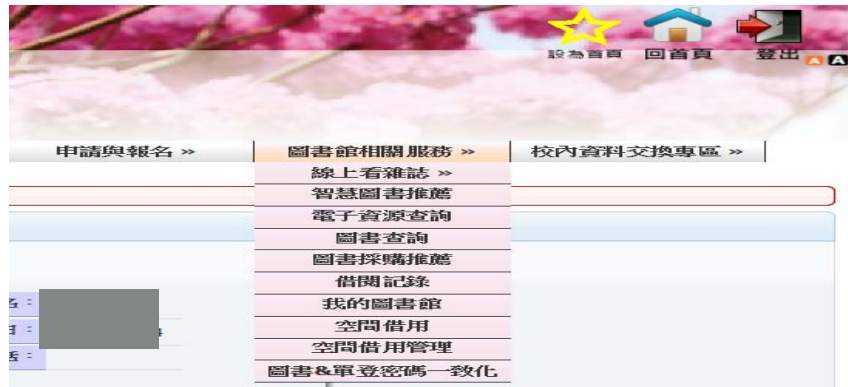 設為首頁 回首頁 登出 A A
申請與報名 » 圖書館相關服務 » 校內資料交換專區 »
線上看雜誌 »
智慧圖書推薦
電子資源查詢
圖書查詢
圖書採購推薦
借閱記錄
我的圖書館
空間借用
空間借用管理
圖書&單登密碼一致化